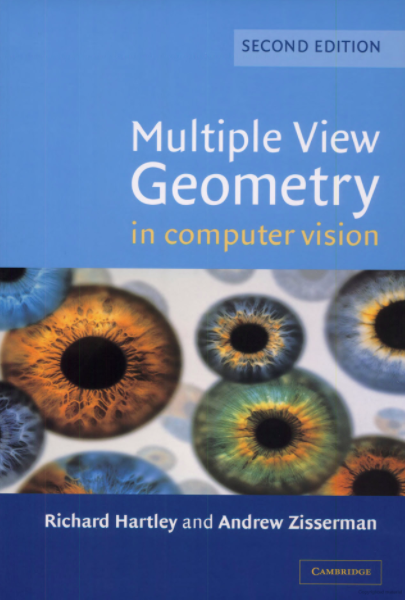 SECOND EDITION
Multiple View
Geometry
in computer vision
Richard Hartley and Andrew Zisserman
CAMBRIDGE